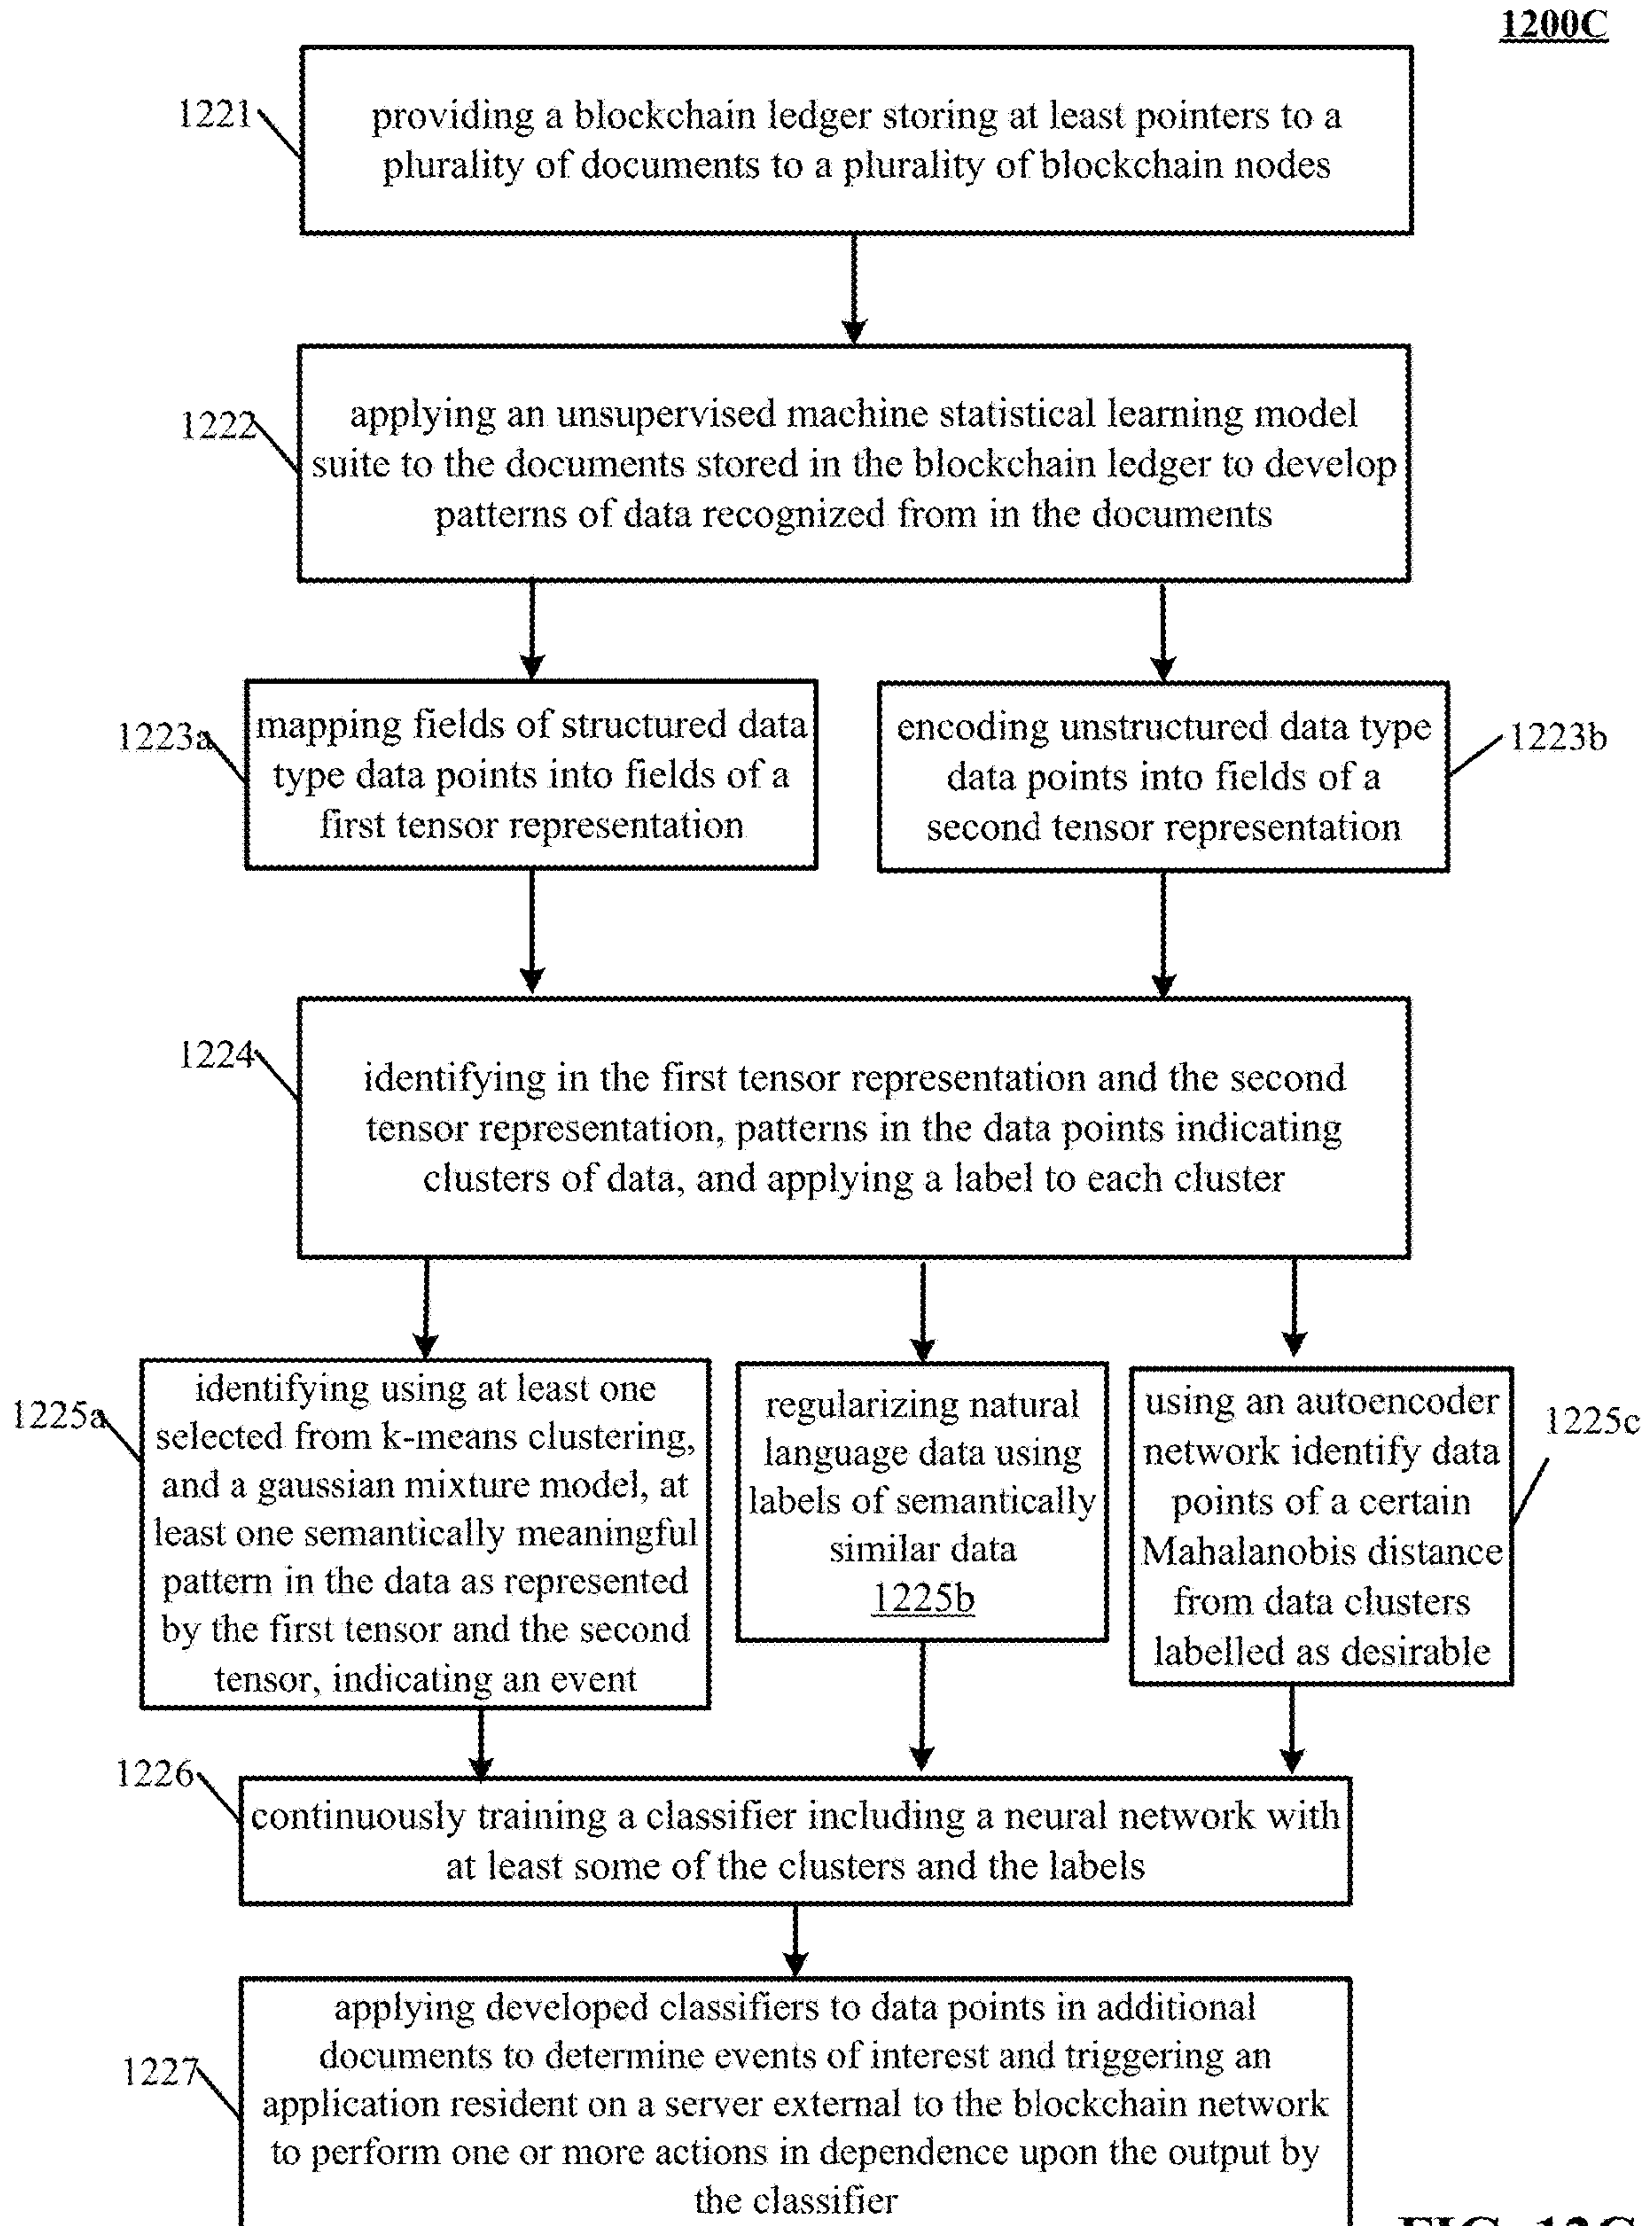 1200C
1221
providing a blockchain ledger storing at least pointers to a
plurality of documents to a plurality of blockchain nodes
1222
applying an unsupervised machine statistical learning model
suite to the documents stored in the blockchain ledger to develop
patterns of data recognized from in the documents
1223a
mapping fields of structured data
type data points into fields of a
first tensor representation
encoding unstructured data type
data points into fields of a
second tensor representation
1223b
1224
identifying in the first tensor representation and the second
tensor representation, patterns in the data points indicating
clusters of data, and applying a label to each cluster
1225a
identifying using at least one
selected from k-means clustering,
and a gaussian mixture model, at
least one semantically meaningful
pattern in the data as represented
by the first tensor and the second
tensor, indicating an event
regularizing natural
language data using
labels of semantically
similar data
1225b
using an autoencoder
network identify data
points of a certain
Mahalanobis distance
from data clusters
labelled as desirable
1225c
1226
continuously training a classifier including a neural network with
at least some of the clusters and the labels
1227
applying developed classifiers to data points in additional
documents to determine events of interest and triggering an
application resident on a server external to the blockchain network
to perform one or more actions in dependence upon the output by
the classifier